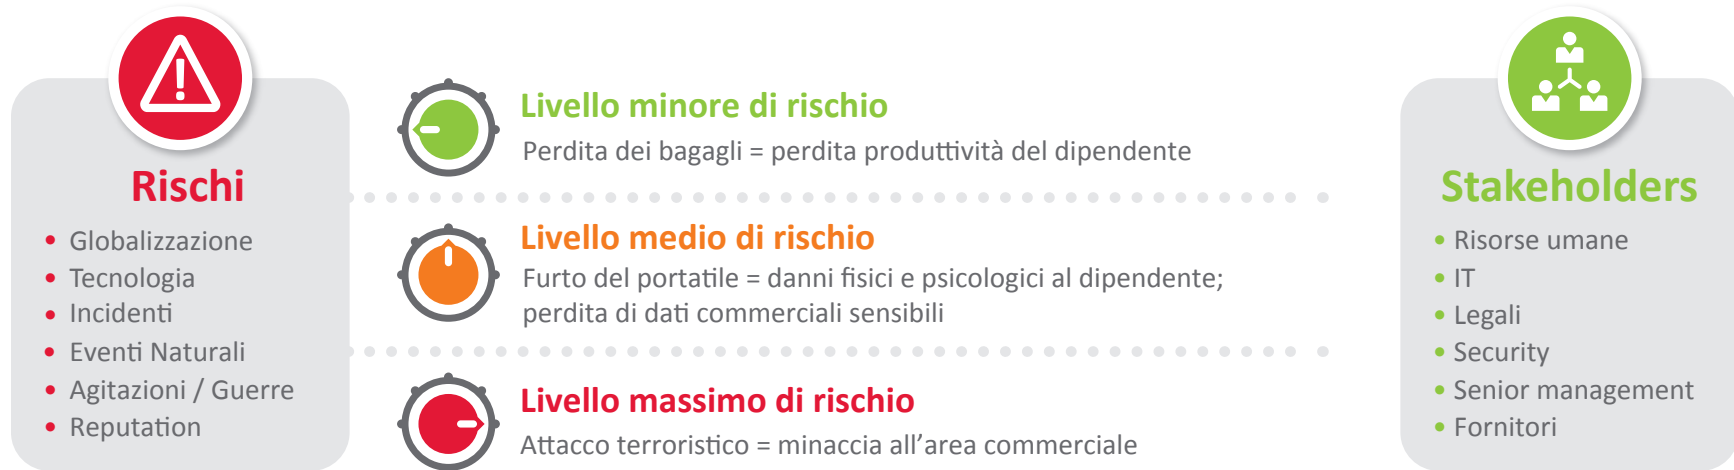 Rischi
• Globalizzazione
• Tecnologia
• Incidenti
• Eventi Naturali
• Agitazioni / Guerre
• Reputation
Livello minore di rischio
Perdita dei bagagli = perdita produttività del dipendente
Livello medio di rischio
Furto del portatile = danni fisici e psicologici al dipendente;
perdita di dati commerciali sensibili
Livello massimo di rischio
Attacco terroristico = minaccia all'area commerciale
Stakeholders
• Risorse umane
• IT
• Legali
• Security
• Senior management
• Fornitori